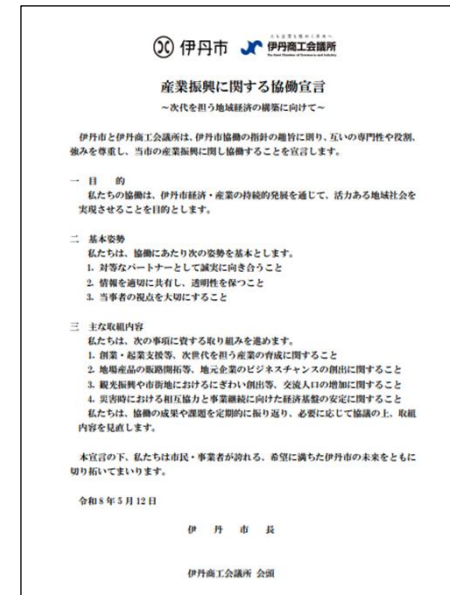 伊丹市
人も企業も煌めく未来へ
伊丹商工会議所
産業振興に関する協働宣言
～次代を担う地域経済の構築に向けて～
伊丹市と伊丹商工会議所は、伊丹市協働の指針の趣旨に則り、互いの専門性や役割、
強みを尊重し、当市の産業振興に関し協働することを宣言します。
一 目 的
私たちの協働は、伊丹市経済・産業の持続的発展を通じて、活力ある地域社会を
実現させることを目的とします。
二 基本姿勢
私たちは、協働にあたり次の姿勢を基本とします。
1. 対等なパートナーとして誠実に向き合うこと
2. 情報を適切に共有し、透明性を保つこと
3. 当事者の視点を大切にすること
三 主な取組内容
私たちは、次の事項に資する取り組みを進めます。
1. 創業・起業支援等、次世代を担う産業の育成に関すること
2. 地場産品の販路開拓等、地元企業のビジネスチャンスの創出に関すること
3. 観光振興や市街地におけるにぎわい創出等、交流人口の増加に関すること
4. 災害時における相互協力と事業継続に向けた経済基盤の安定に関すること
私たちは、協働の成果や課題を定期的に振り返り、必要に応じて協議の上、取組
内容を見直します。
本宣言の下、私たちは市民・事業者が誇れる、希望に満ちた伊丹市の未来をともに
切り拓いてまいります。
令和8年5月12日
伊 丹 市 長
伊丹商工会議所 会頭